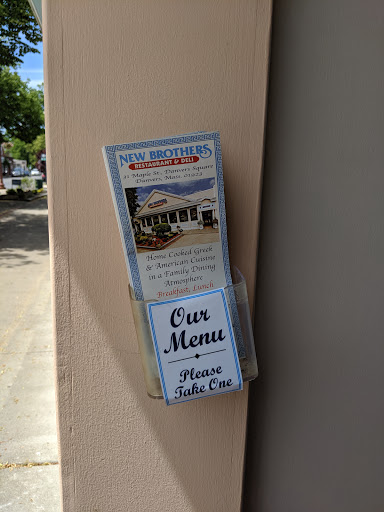 NEW BROTHERS
RESTAURANT & DELI
31 Maple St., Danvers Square
Danvers, Mass. 01923
Home Cooked Greek
& American Cuisine
in a Family Dining
Atmosphere
Breakfast, Lunch
Our
Menu
Please
Take One